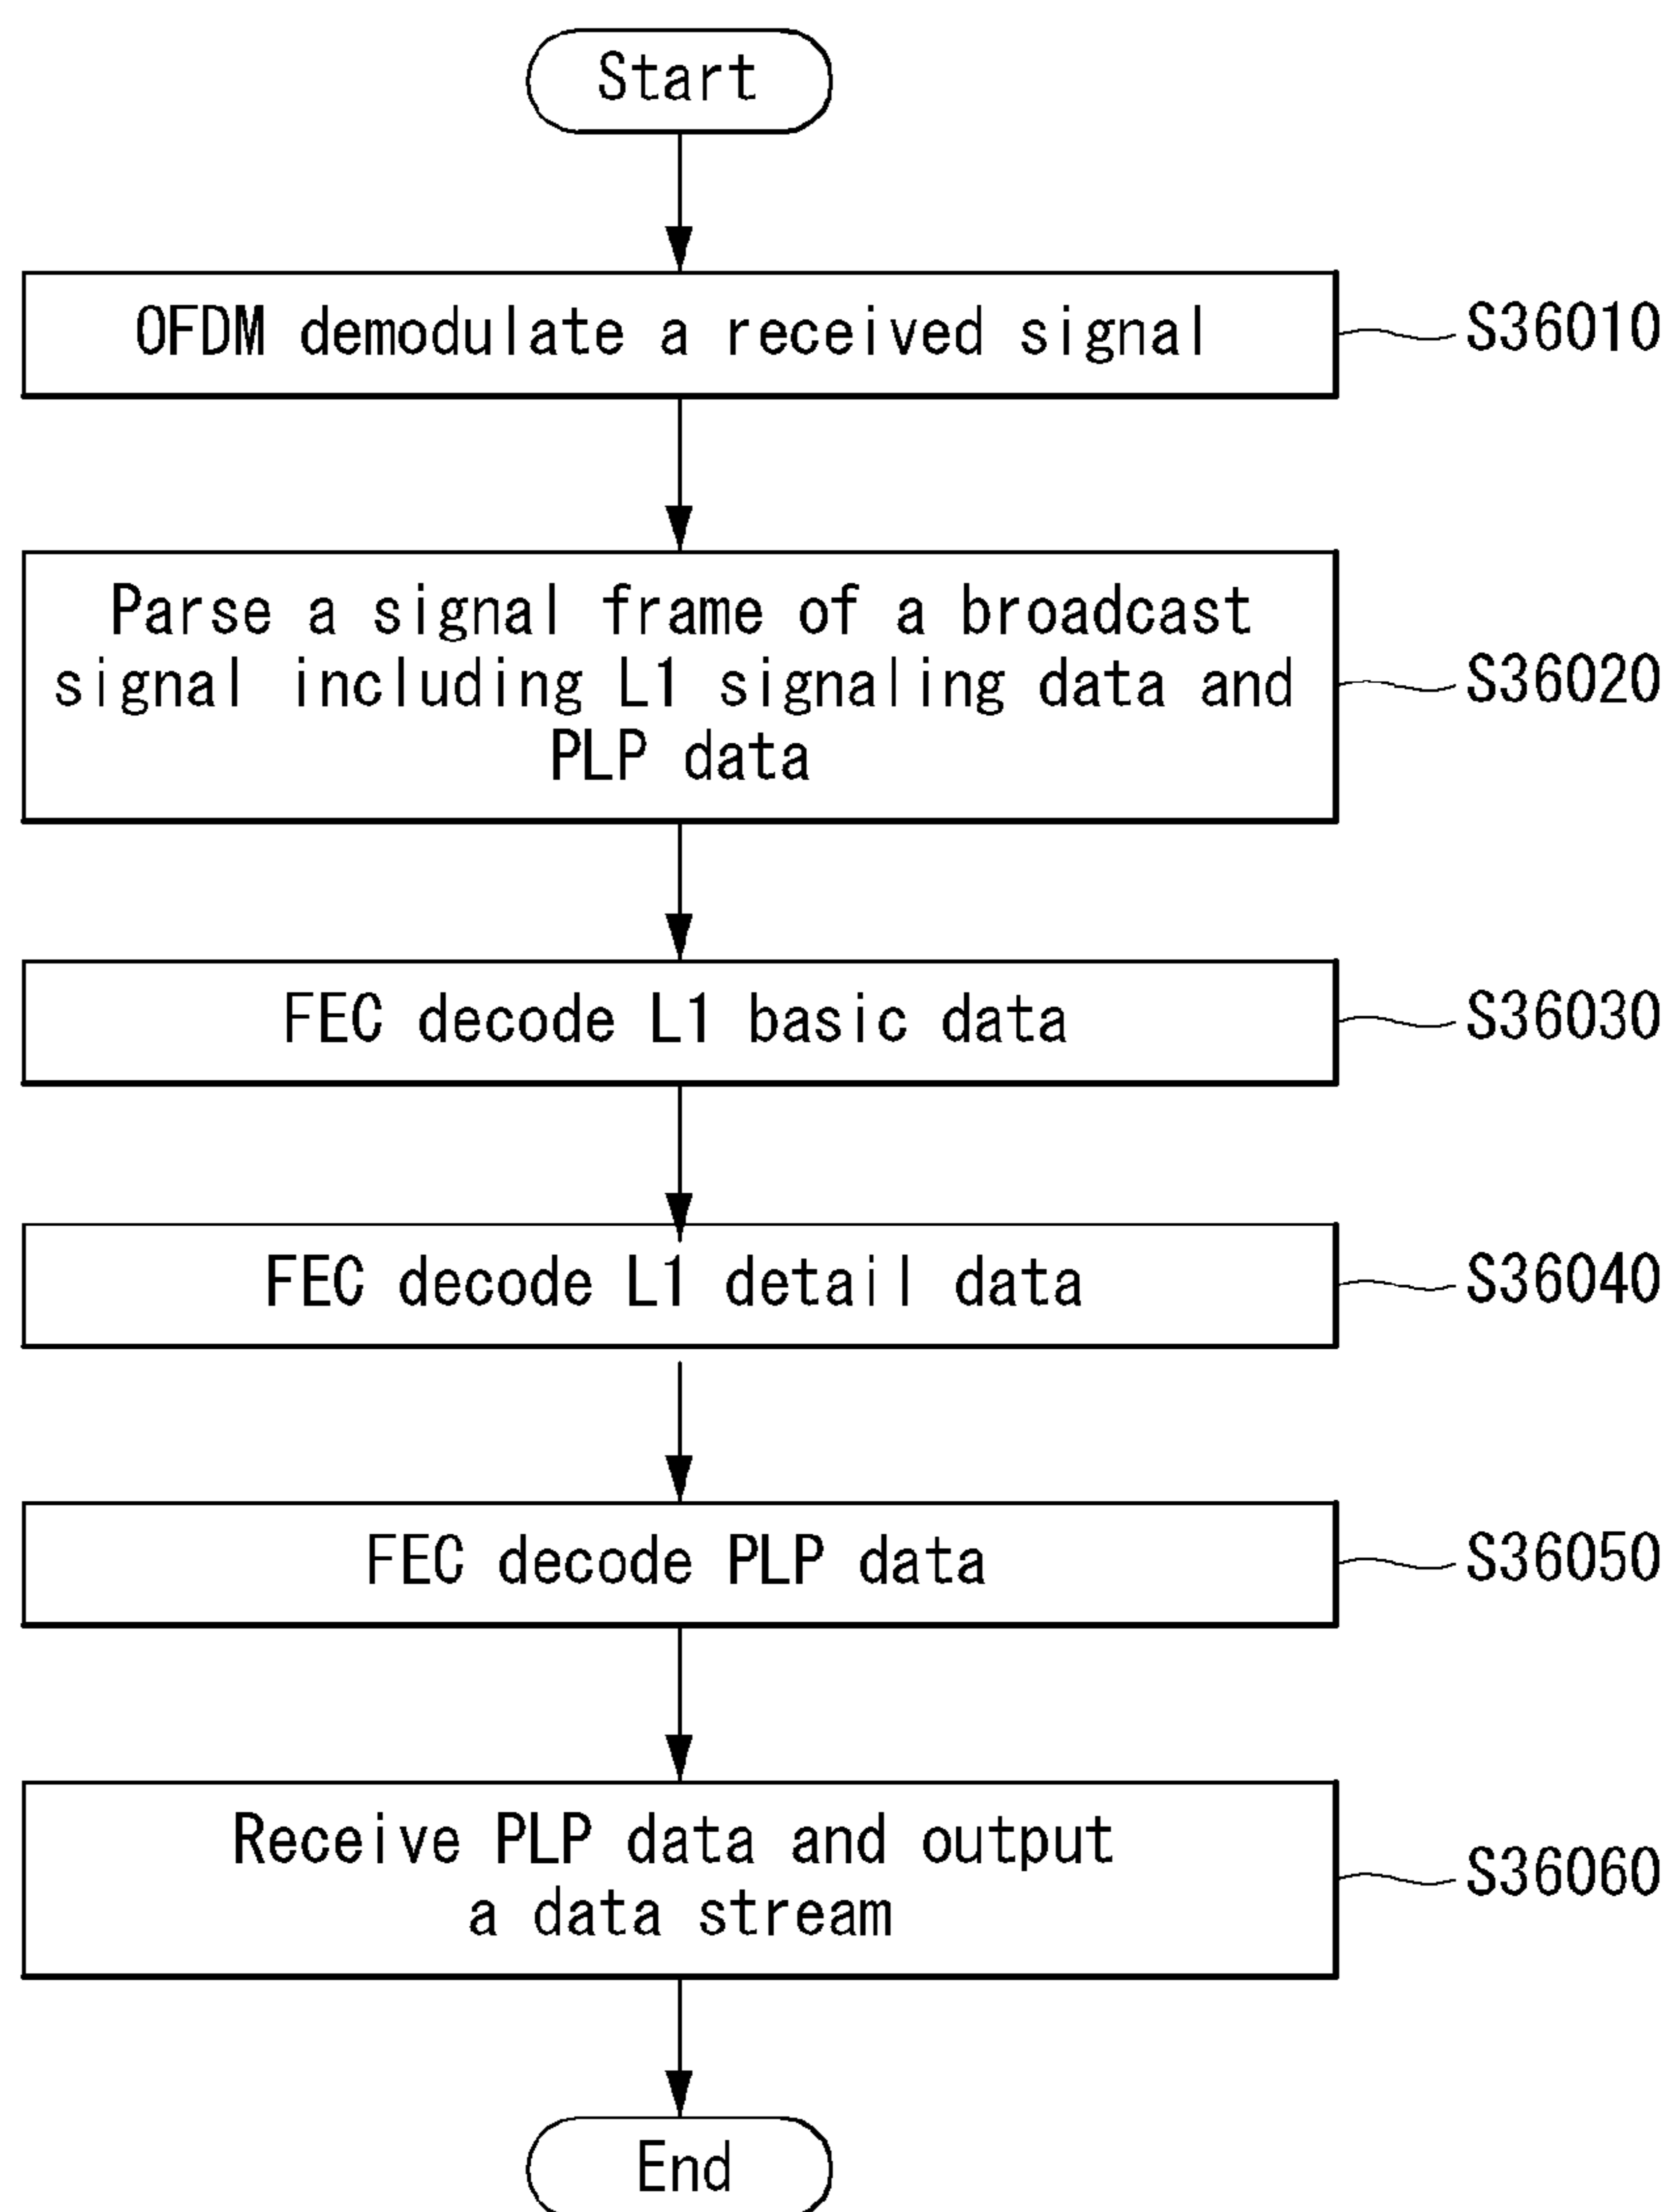 Start
OFDM demodulate a received signal
S36010
Parse a signal frame of a broadcast
signal including L1 signaling data and
PLP data
S36020
FEC decode L1 basic data
S36030
FEC decode L1 detail data
S36040
FEC decode PLP data
S36050
Receive PLP data and output
a data stream
S36060
End